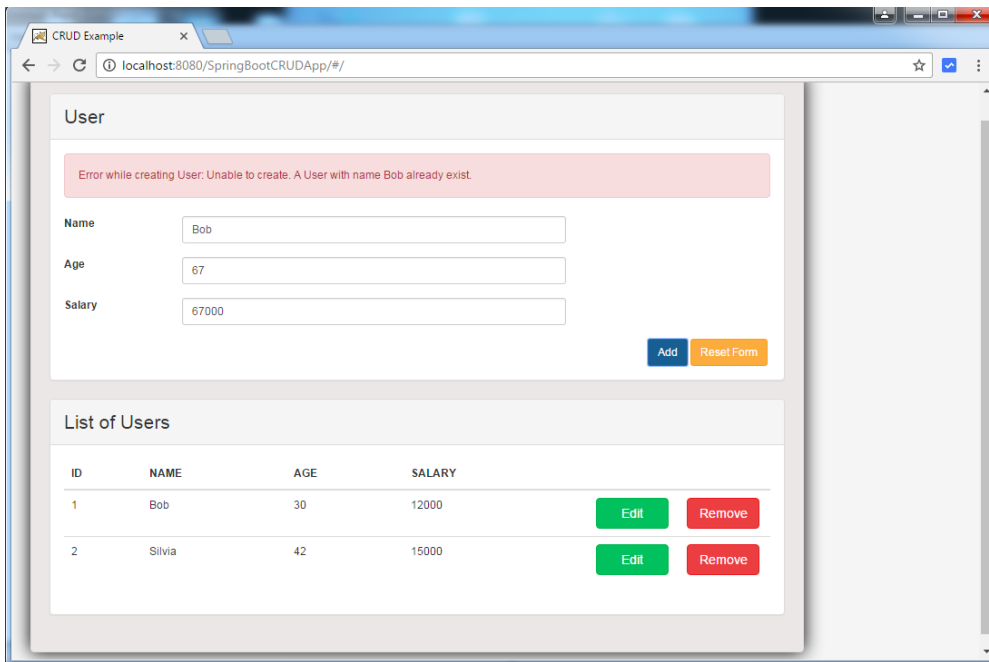 CRUD Example
localhost:8080/SpringBootCRUDApp/#/
User
Error while creating User: Unable to create. A User with name Bob already exist.
Name Bob
Age 67
Salary 67000
Add Reset Form
List of Users
ID NAME AGE SALARY
1 Bob 30 12000 Edit Remove
2 Silvia 42 15000 Edit Remove